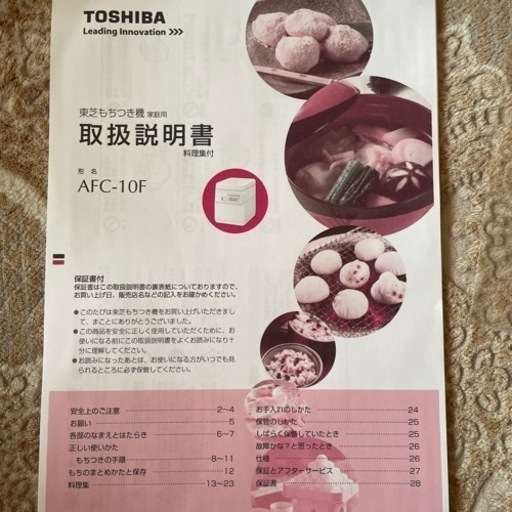 TOSHIBA
Leading Innovation >>>
東芝もちつき機 家庭用
取扱説明書
料理集付
形 名
AFC-10F
保証書付
保証書はこの取扱説明書の裏表紙についておりますので、
お買い上げ日、販売店名などの記入をお確かめください。
●このたびは東芝もちつき機をお買い上げいただきまし
て、まことにありがとうございました。
●この商品を安全に正しく使用していただくために、お
使いになる前にこの取扱説明書をよくお読みになり十
分に理解してください。
●お読みになったあとは、お使いになる方がいつでも見
られるところに必ず保管してください。
安全上のご注意 2~4
お願い 5
各部のなまえとはたらき 6~7
正しい使いかた
もちつきの手順 8~11
もちのまとめかたと保存 12
料理集 13~23
お手入れのしかた 24
保管のしかた 25
しばらく保管していたとき 25
故障かな?と思ったとき 26
仕様 26
保証とアフターサービス 27
保証書 28